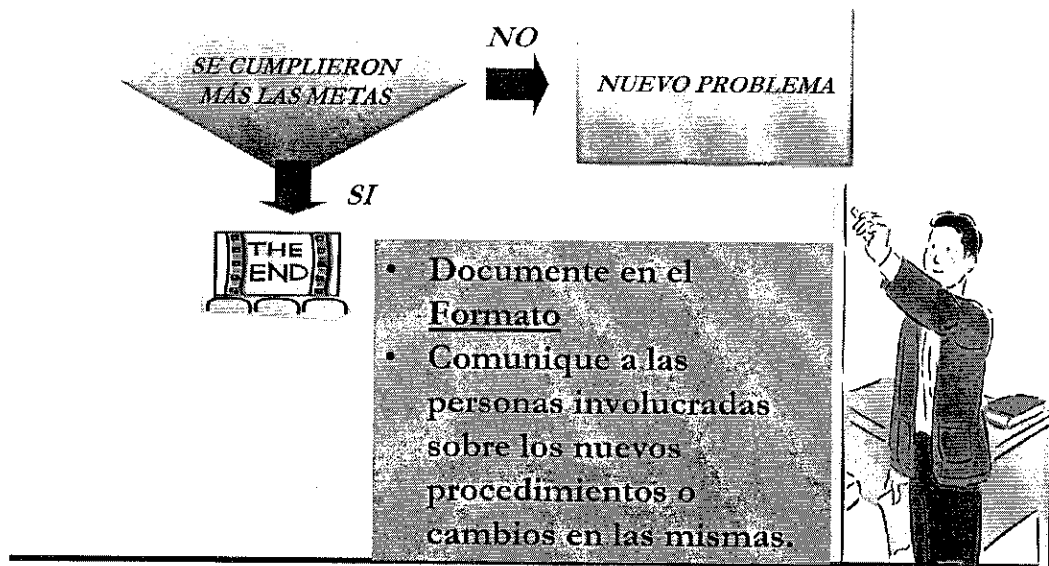 NO
SE CUMPLIERON
MÁS LAS METAS
NUEVO PROBLEMA
SI
THE
END
• Documente en el
Formato
• Comunique a las
personas involucradas
sobre los nuevos
procedimientos o
cambios en las mismas.